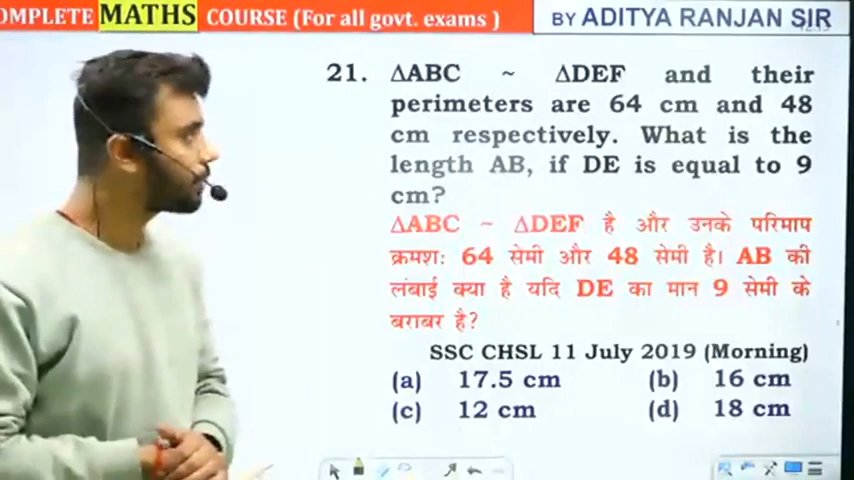 OMPLETE MATHS COURSE (For all govt. exams )
BY ADITYA RANJAN SIR
21. ΔABC ~ ΔDEF and their
perimeters are 64 cm and 48
cm respectively. What is the
length AB, if DE is equal to 9
cm?
ΔABC ~ ΔDEF है और उनके परिमाप
क्रमशः 64 सेमी और 48 सेमी है। AB की
लंबाई क्या है यदि DE का मान 9 सेमी के
बराबर है?
SSC CHSL 11 July 2019 (Morning)
(a) 17.5 cm (b) 16 cm
(c) 12 cm (d) 18 cm